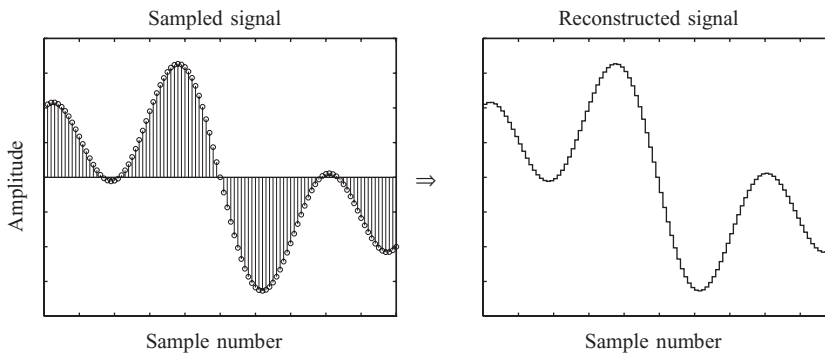 Sampled signal
Reconstructed signal
Amplitude
⇒
Sample number
Sample number